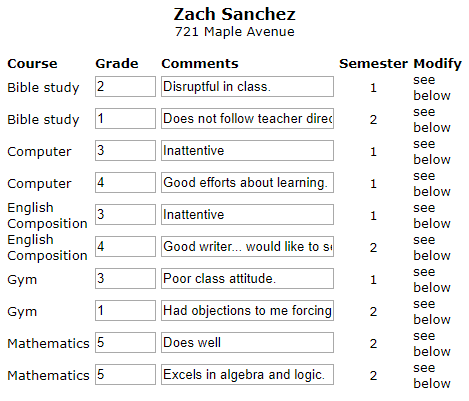 Zach Sanchez
721 Maple Avenue
Course Grade Comments Semester Modify
Bible study 2 Disruptful in class. 1 see below
Bible study 1 Does not follow teacher direc 2 see below
Computer 3 Inattentive 1 see below
Computer 4 Good efforts about learning. 1 see below
English Composition 3 Inattentive 1 see below
English Composition 4 Good writer... would like to se 2 see below
Gym 3 Poor class attitude. 1 see below
Gym 1 Had objections to me forcing 2 see below
Mathematics 5 Does well 2 see below
Mathematics 5 Excels in algebra and logic. 2 see below